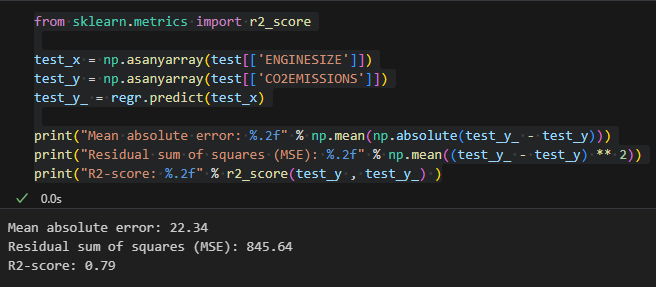 from sklearn.metrics import r2_score
test_x = np.asanyarray(test[['ENGINESIZE']])
test_y = np.asanyarray(test[['CO2EMISSIONS']])
test_y_ = regr.predict(test_x)
print("Mean absolute error: %.2f" % np.mean(np.absolute(test_y_ - test_y)))
print("Residual sum of squares (MSE): %.2f" % np.mean((test_y_ - test_y) ** 2))
print("R2-score: %.2f" % r2_score(test_y , test_y_) )
✓ 0.0s
Mean absolute error: 22.34
Residual sum of squares (MSE): 845.64
R2-score: 0.79